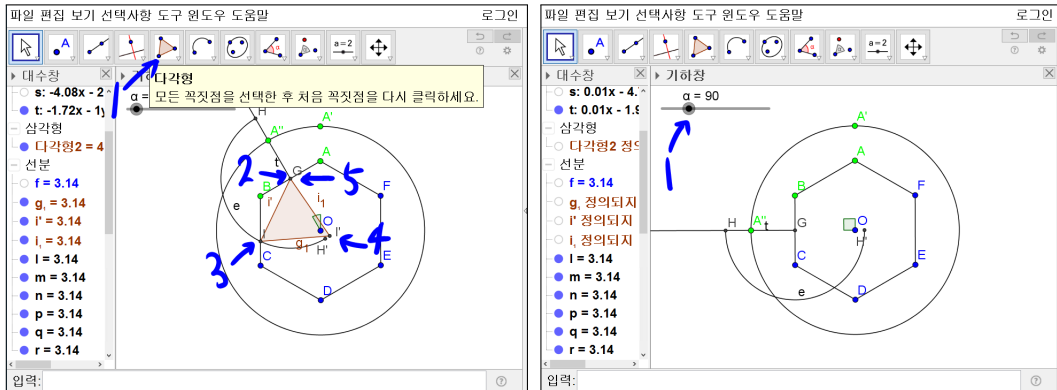 파일 편집 보기 선택사항 도구 윈도우 도움말 로그인
대수창
다각형
모든 꼭짓점을 선택한 후 처음 꼭짓점을 다시 클릭하세요.
s: -4.08x - 2
t: -1.72x - 1y
삼각형
다각형2 = 4
선분
f = 3.14
g₁ = 3.14
i' = 3.14
i₁ = 3.14
l = 3.14
m = 3.14
n = 3.14
p = 3.14
q = 3.14
r = 3.14
α =
H
A''
A'
t
A
2
G
5
B
i'
i₁
F
e
O
I'
4
g₁
H'
3
C
E
D
1
입력:
파일 편집 보기 선택사항 도구 윈도우 도움말 로그인
대수창
기하창
s: 0.01x - 4.
t: 0.01x - 1.9
삼각형
다각형2 정의
선분
f = 3.14
g₁ 정의되지
i' 정의되지
i₁ 정의되지
l = 3.14
m = 3.14
n = 3.14
p = 3.14
q = 3.14
r = 3.14
α = 90
1
A'
A
B
F
H
A''
t
G
O
H'
C
E
e
D
입력: